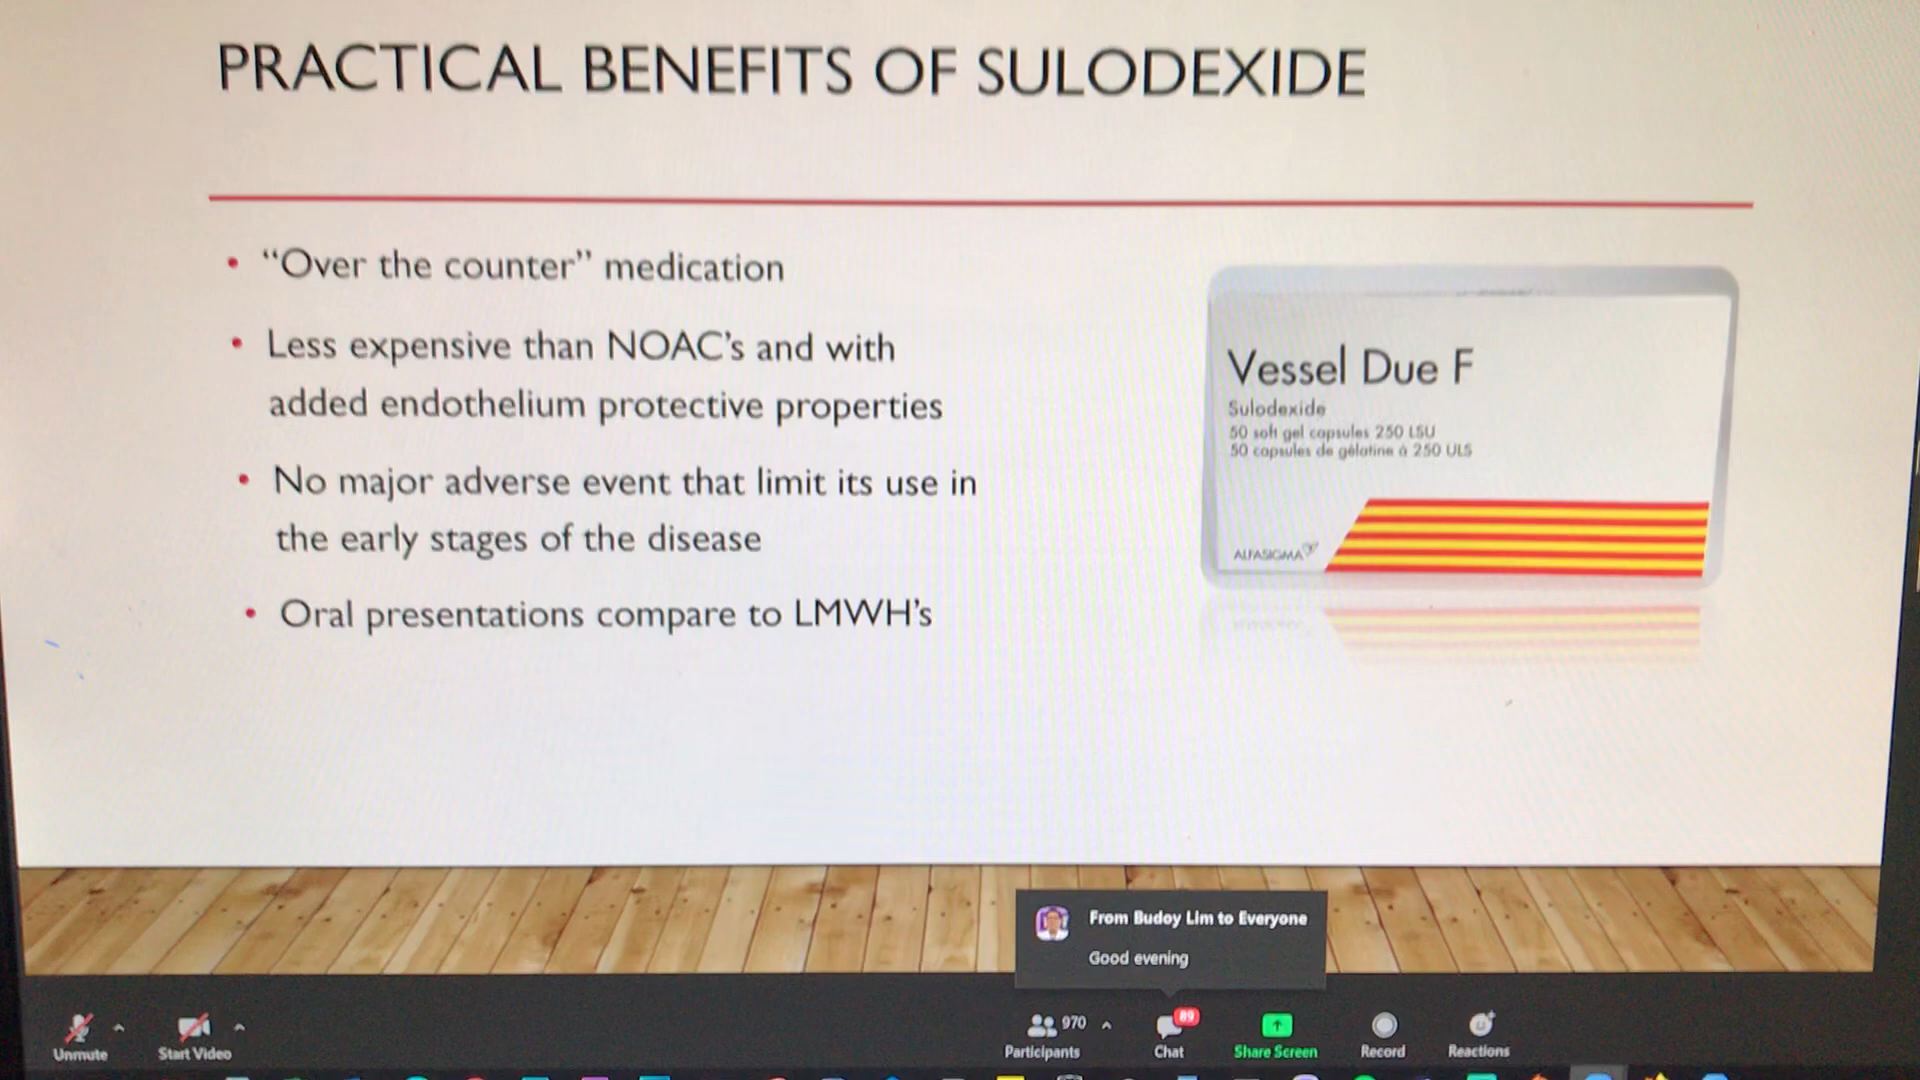 PRACTICAL BENEFITS OF SULODEXIDE
• "Over the counter" medication
• Less expensive than NOAC's and with
added endothelium protective properties
• No major adverse event that limit its use in
the early stages of the disease
• Oral presentations compare to LMWH's
Vessel Due F
Sulodexide
50 soft gel capsules 250 LSU
50 capsules de gélatine à 250 ULS
ALFASIGMA
From Budoy Lim to Everyone
Good evening
970
89
Unmute
Start Video
Participants
Chat
Share Screen
Record
Reactions